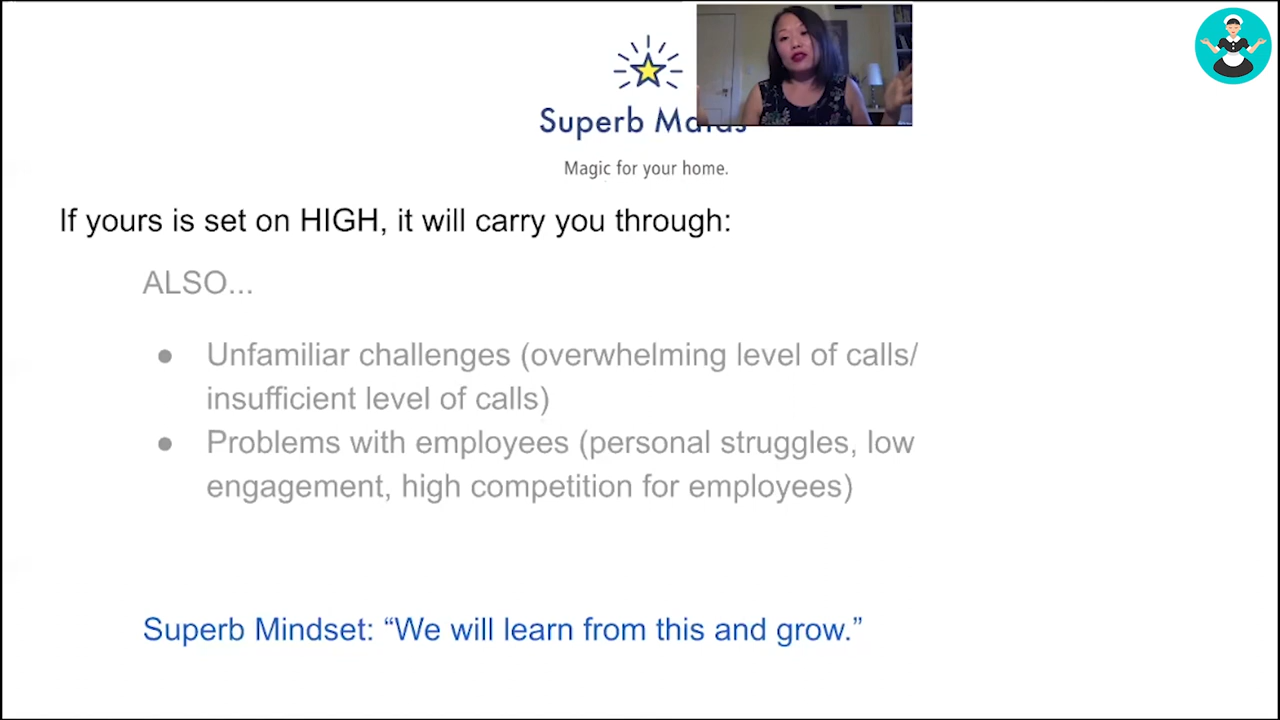 Superb Maids
Magic for your home.
If yours is set on HIGH, it will carry you through:
ALSO...
● Unfamiliar challenges (overwhelming level of calls/
insufficient level of calls)
● Problems with employees (personal struggles, low
engagement, high competition for employees)
Superb Mindset: “We will learn from this and grow.”